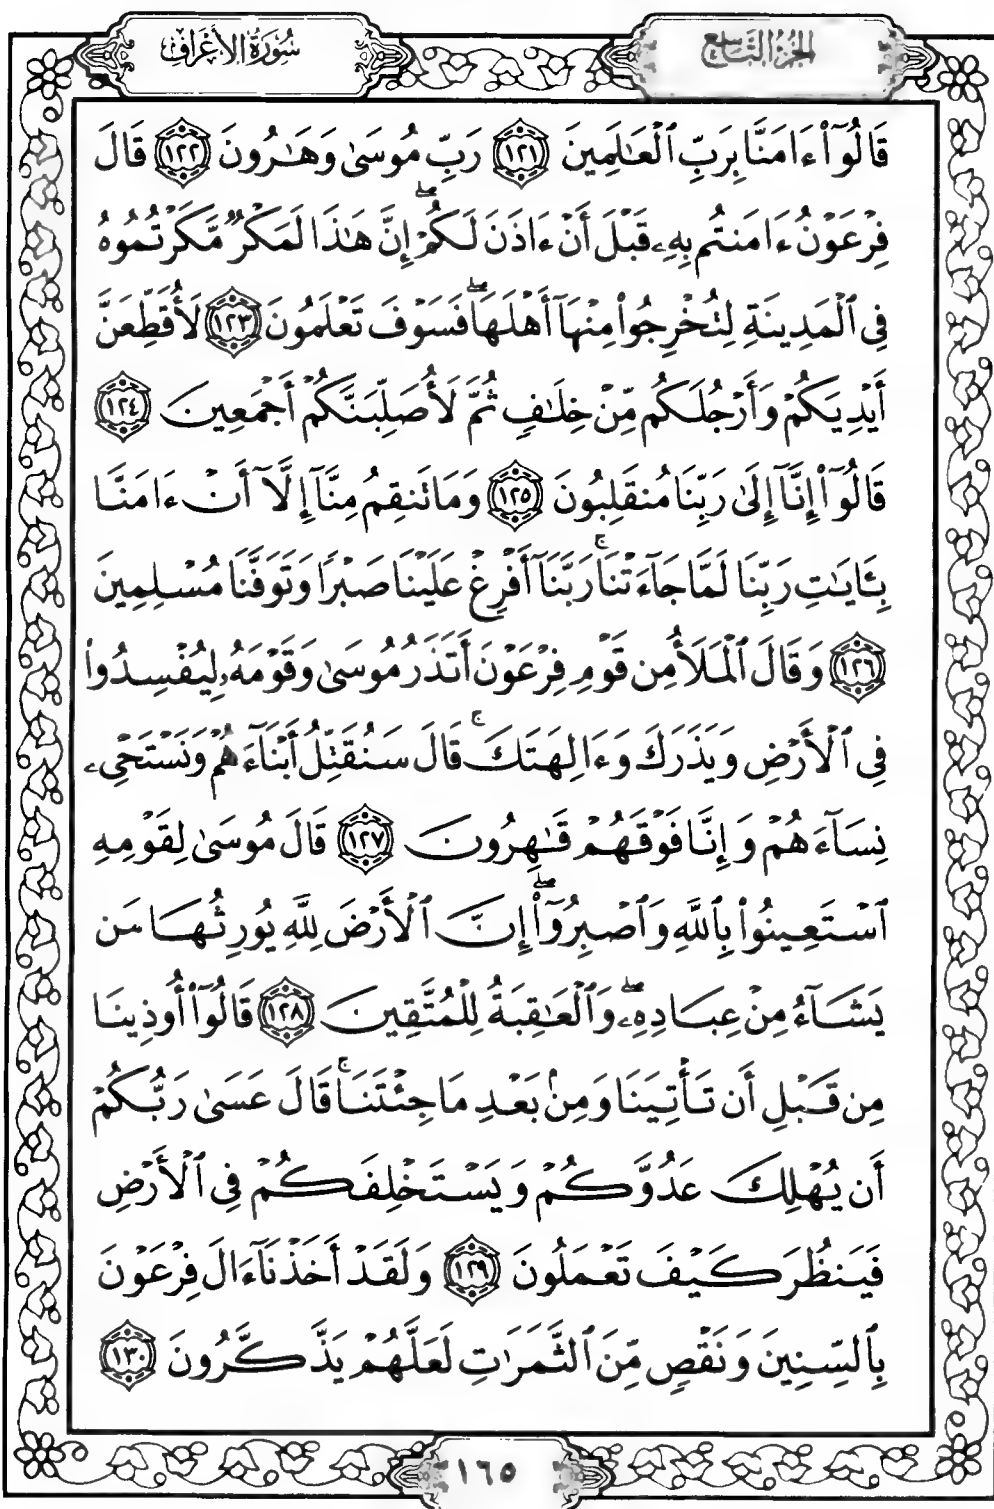 الجزء التاسع
سورة الأعراف
قَالُوٓا۟ ءَامَنَّا بِرَبِّ ٱلْعَـٰلَمِينَ ١٢١ رَبِّ مُوسَىٰ وَهَـٰرُونَ ١٢٢ قَالَ
فِرْعَوْنُ ءَامَنتُم بِهِۦ قَبْلَ أَنْ ءَاذَنَ لَكُمْ ۖ إِنَّ هَـٰذَا لَمَكْرٌ مَّكَرْتُمُوهُ
فِى ٱلْمَدِينَةِ لِتُخْرِجُوا۟ مِنْهَآ أَهْلَهَا ۖ فَسَوْفَ تَعْلَمُونَ ١٢٣ لَأُقَطِّعَنَّ
أَيْدِيَكُمْ وَأَرْجُلَكُم مِّنْ خِلَـٰفٍ ثُمَّ لَأُصَلِّبَنَّكُمْ أَجْمَعِينَ ١٢٤
قَالُوٓا۟ إِنَّآ إِلَىٰ رَبِّنَا مُنقَلِبُونَ ١٢٥ وَمَا تَنقِمُ مِنَّآ إِلَّآ أَنْ ءَامَنَّا
بِـَٔايَـٰتِ رَبِّنَا لَمَّا جَآءَتْنَا ۚ رَبَّنَآ أَفْرِغْ عَلَيْنَا صَبْرًا وَتَوَفَّنَا مُسْلِمِينَ
١٢٦ وَقَالَ ٱلْمَلَأُ مِن قَوْمِ فِرْعَوْنَ أَتَذَرُ مُوسَىٰ وَقَوْمَهُۥ لِيُفْسِدُوا۟
فِى ٱلْأَرْضِ وَيَذَرَكَ وَءَالِهَتَكَ ۚ قَالَ سَنُقَتِّلُ أَبْنَآءَهُمْ وَنَسْتَحْىِۦ
نِسَآءَهُمْ وَإِنَّا فَوْقَهُمْ قَـٰهِرُونَ ١٢٧ قَالَ مُوسَىٰ لِقَوْمِهِ
ٱسْتَعِينُوا۟ بِٱللَّهِ وَٱصْبِرُوٓا۟ ۖ إِنَّ ٱلْأَرْضَ لِلَّهِ يُورِثُهَا مَن
يَشَآءُ مِنْ عِبَادِهِۦ ۖ وَٱلْعَـٰقِبَةُ لِلْمُتَّقِينَ ١٢٨ قَالُوٓا۟ أُوذِينَا
مِن قَبْلِ أَن تَأْتِيَنَا وَمِنۢ بَعْدِ مَا جِئْتَنَا ۚ قَالَ عَسَىٰ رَبُّكُمْ
أَن يُهْلِكَ عَدُوَّكُمْ وَيَسْتَخْلِفَكُمْ فِى ٱلْأَرْضِ
فَيَنظُرَ كَيْفَ تَعْمَلُونَ ١٢٩ وَلَقَدْ أَخَذْنَآ ءَالَ فِرْعَوْنَ
بِٱلسِّنِينَ وَنَقْصٍ مِّنَ ٱلثَّمَرَٰتِ لَعَلَّهُمْ يَذَّكَّرُونَ ١٣٠
١٦٥